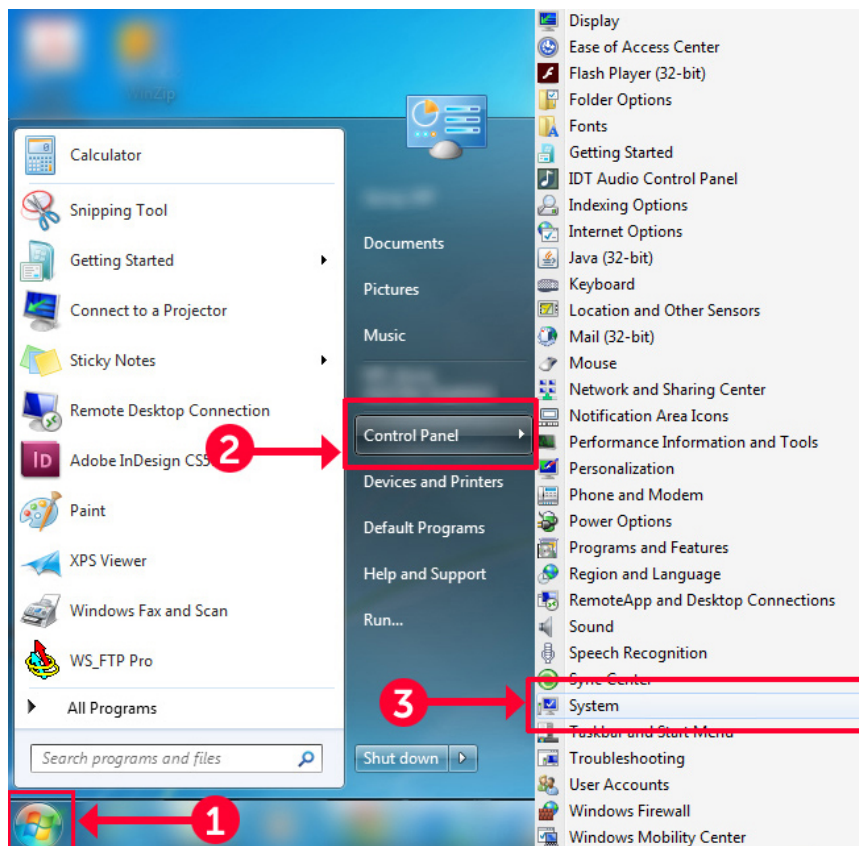 WinZip
Calculator
Snipping Tool
Getting Started
Connect to a Projector
Sticky Notes
Remote Desktop Connection
Adobe InDesign CS5
Paint
XPS Viewer
Windows Fax and Scan
WS_FTP Pro
All Programs
Search programs and files
1
Documents
Pictures
Music
2
Control Panel
Devices and Printers
Default Programs
Help and Support
Run...
Shut down
3
Display
Ease of Access Center
Flash Player (32-bit)
Folder Options
Fonts
Getting Started
IDT Audio Control Panel
Indexing Options
Internet Options
Java (32-bit)
Keyboard
Location and Other Sensors
Mail (32-bit)
Mouse
Network and Sharing Center
Notification Area Icons
Performance Information and Tools
Personalization
Phone and Modem
Power Options
Programs and Features
Region and Language
RemoteApp and Desktop Connections
Sound
Speech Recognition
Sync Center
System
Taskbar and Start Menu
Troubleshooting
User Accounts
Windows Firewall
Windows Mobility Center